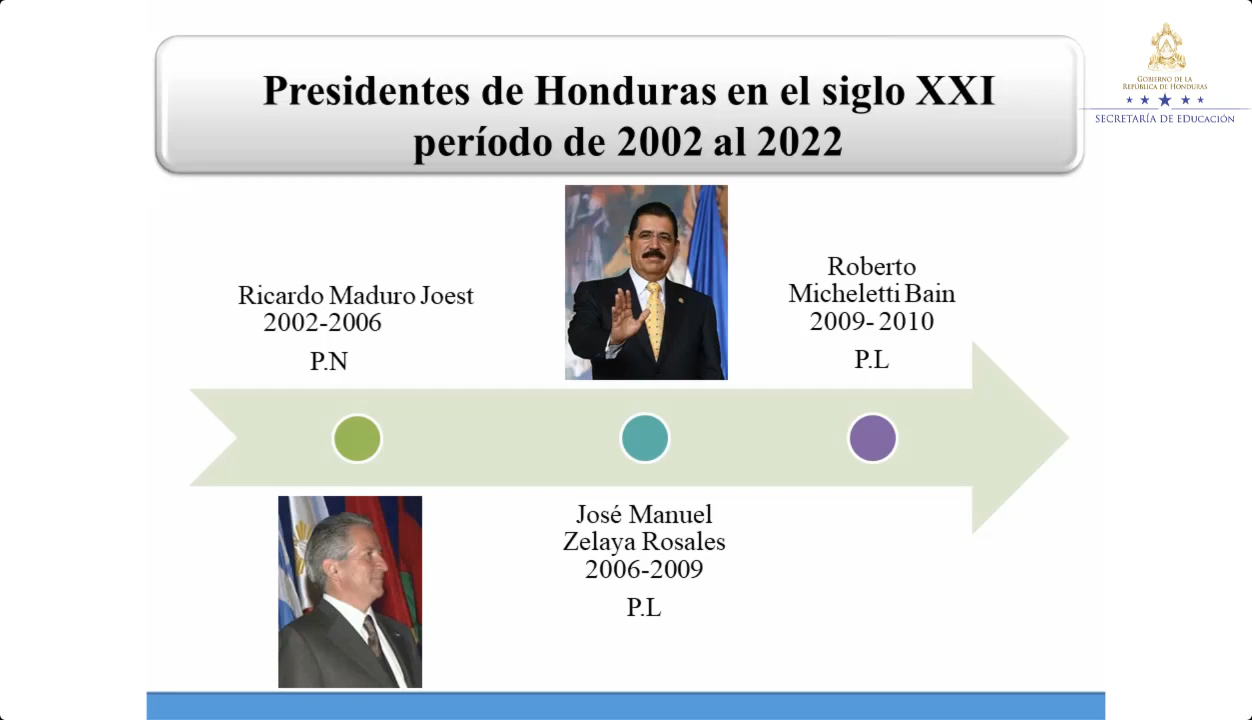 Presidentes de Honduras en el siglo XXI
período de 2002 al 2022
GOBIERNO DE LA
REPÚBLICA DE HONDURAS
SECRETARÍA DE EDUCACIÓN
Ricardo Maduro Joest
2002-2006
P.N
José Manuel
Zelaya Rosales
2006-2009
P.L
Roberto
Micheletti Bain
2009- 2010
P.L